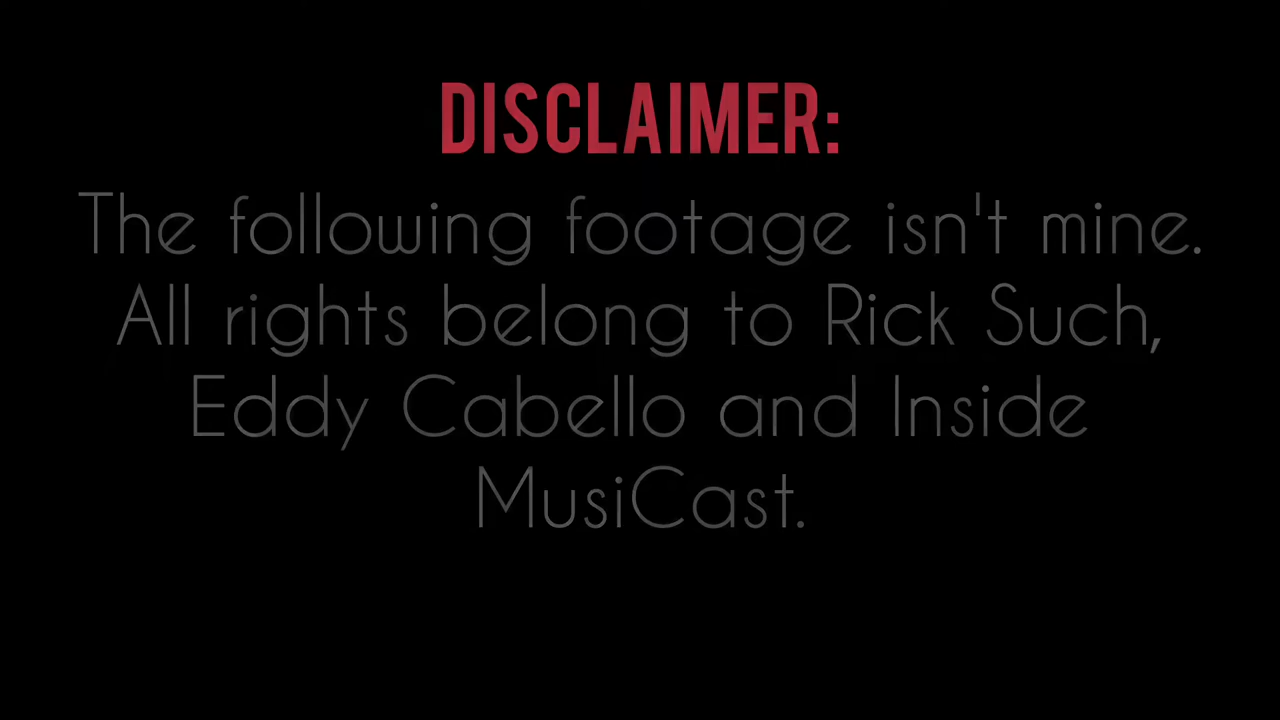 DISCLAIMER:
The following footage isn't mine.
All rights belong to Rick Such,
Eddy Cabello and Inside
MusiCast.